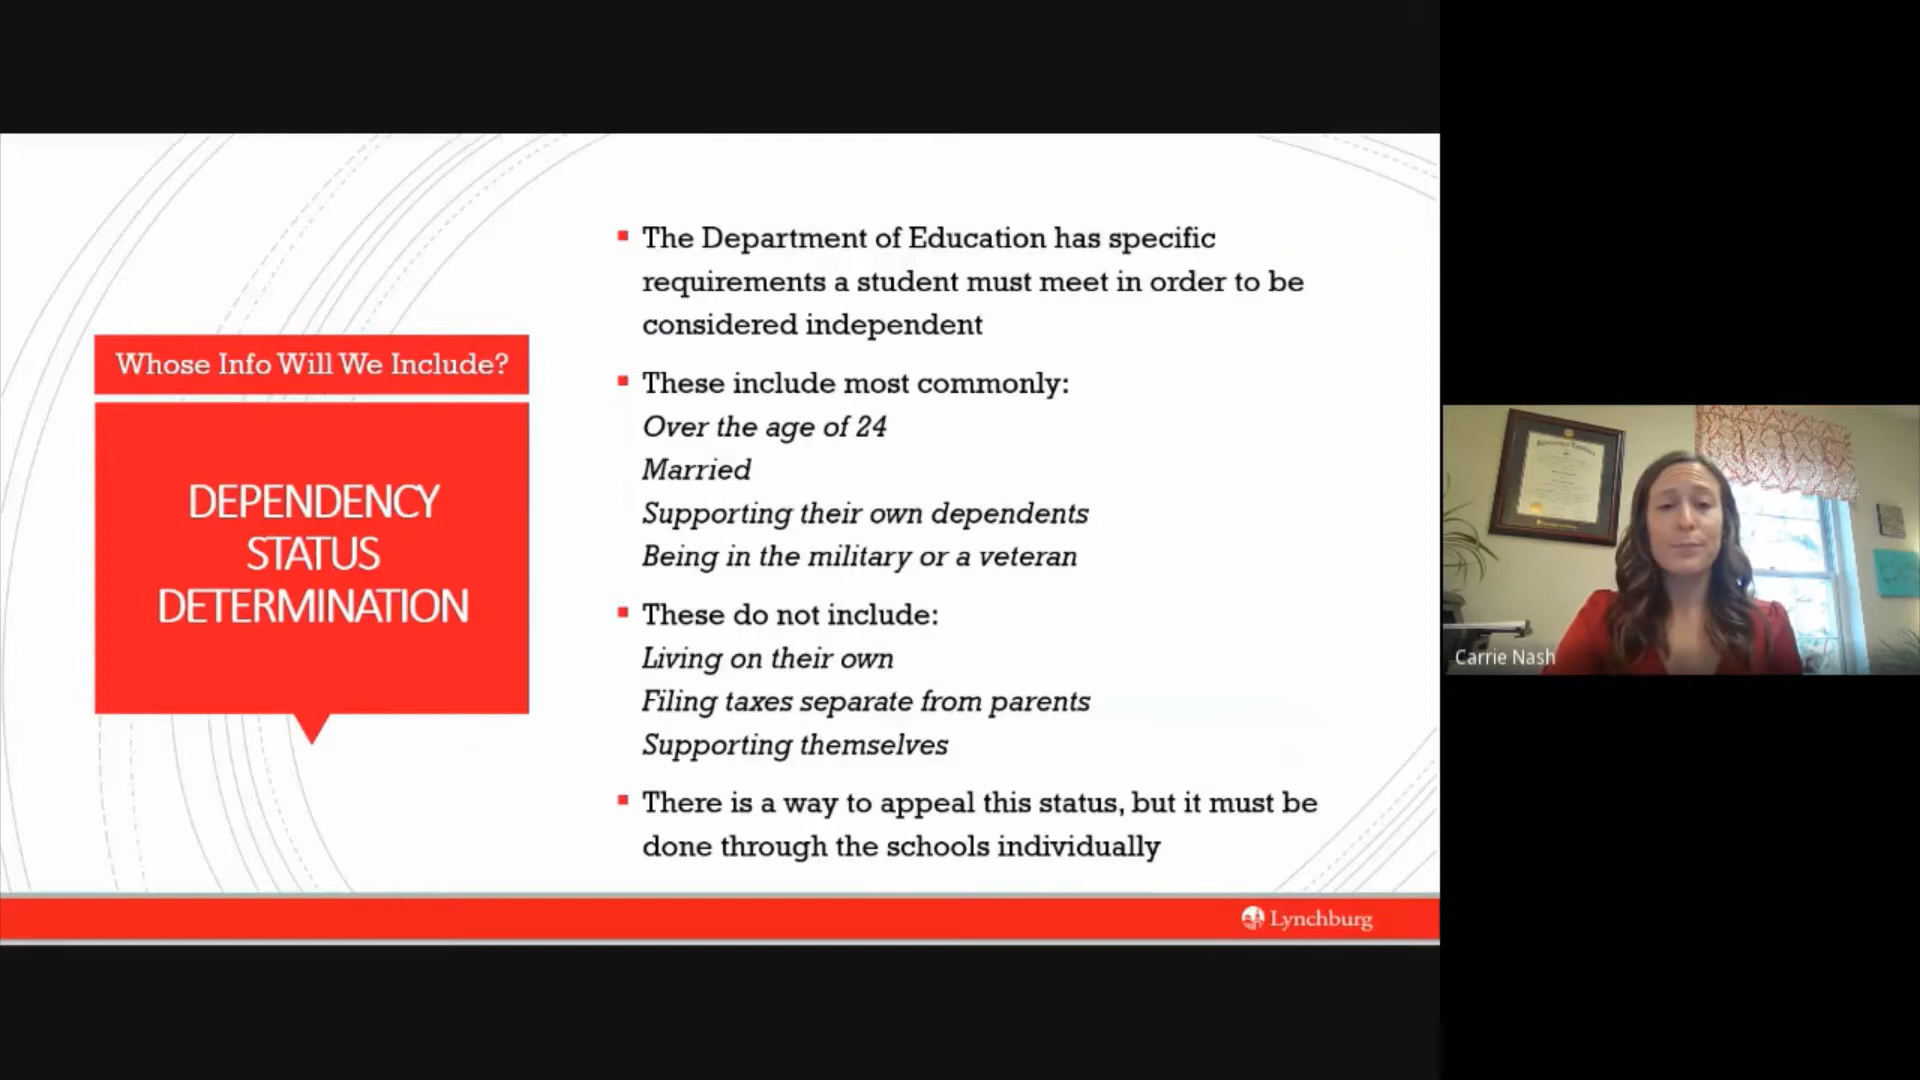 Whose Info Will We Include?
DEPENDENCY
STATUS
DETERMINATION
The Department of Education has specific
requirements a student must meet in order to be
considered independent
These include most commonly:
Over the age of 24
Married
Supporting their own dependents
Being in the military or a veteran
These do not include:
Living on their own
Filing taxes separate from parents
Supporting themselves
There is a way to appeal this status, but it must be
done through the schools individually
Lynchburg
Carrie Nash